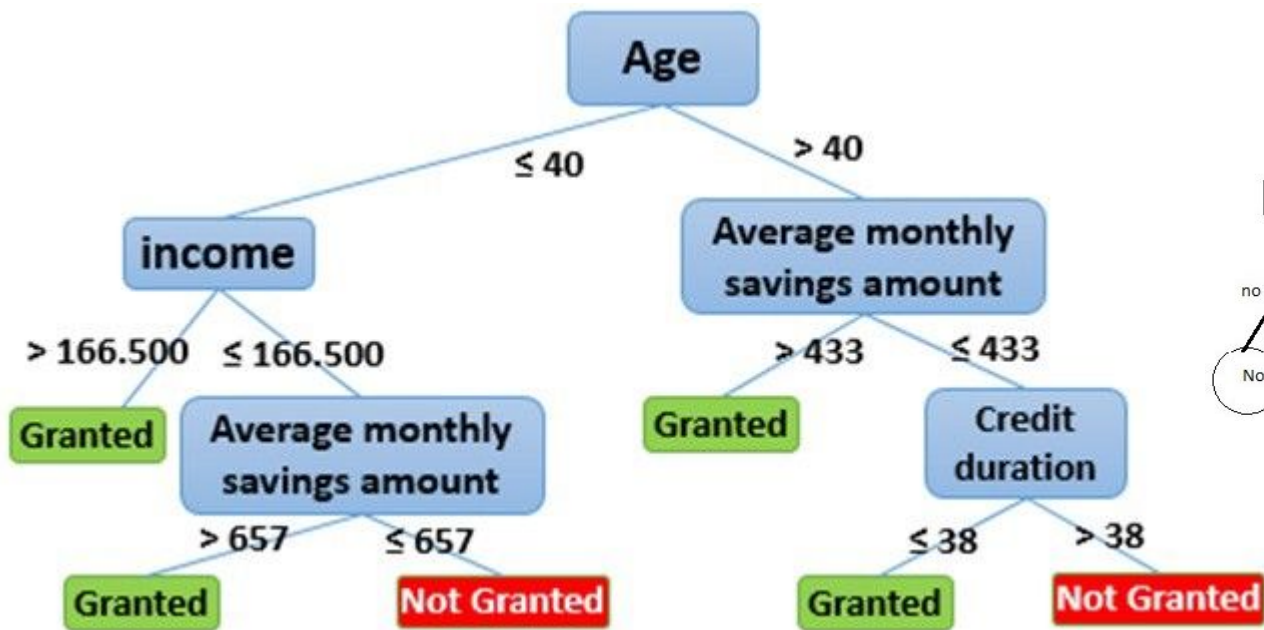 Age
≤ 40
> 40
income
Average monthly
savings amount
no
> 166.500
≤ 166.500
> 433
≤ 433
No
Granted
Average monthly
savings amount
Granted
Credit
duration
> 657
≤ 657
≤ 38
> 38
Granted
Not Granted
Granted
Not Granted